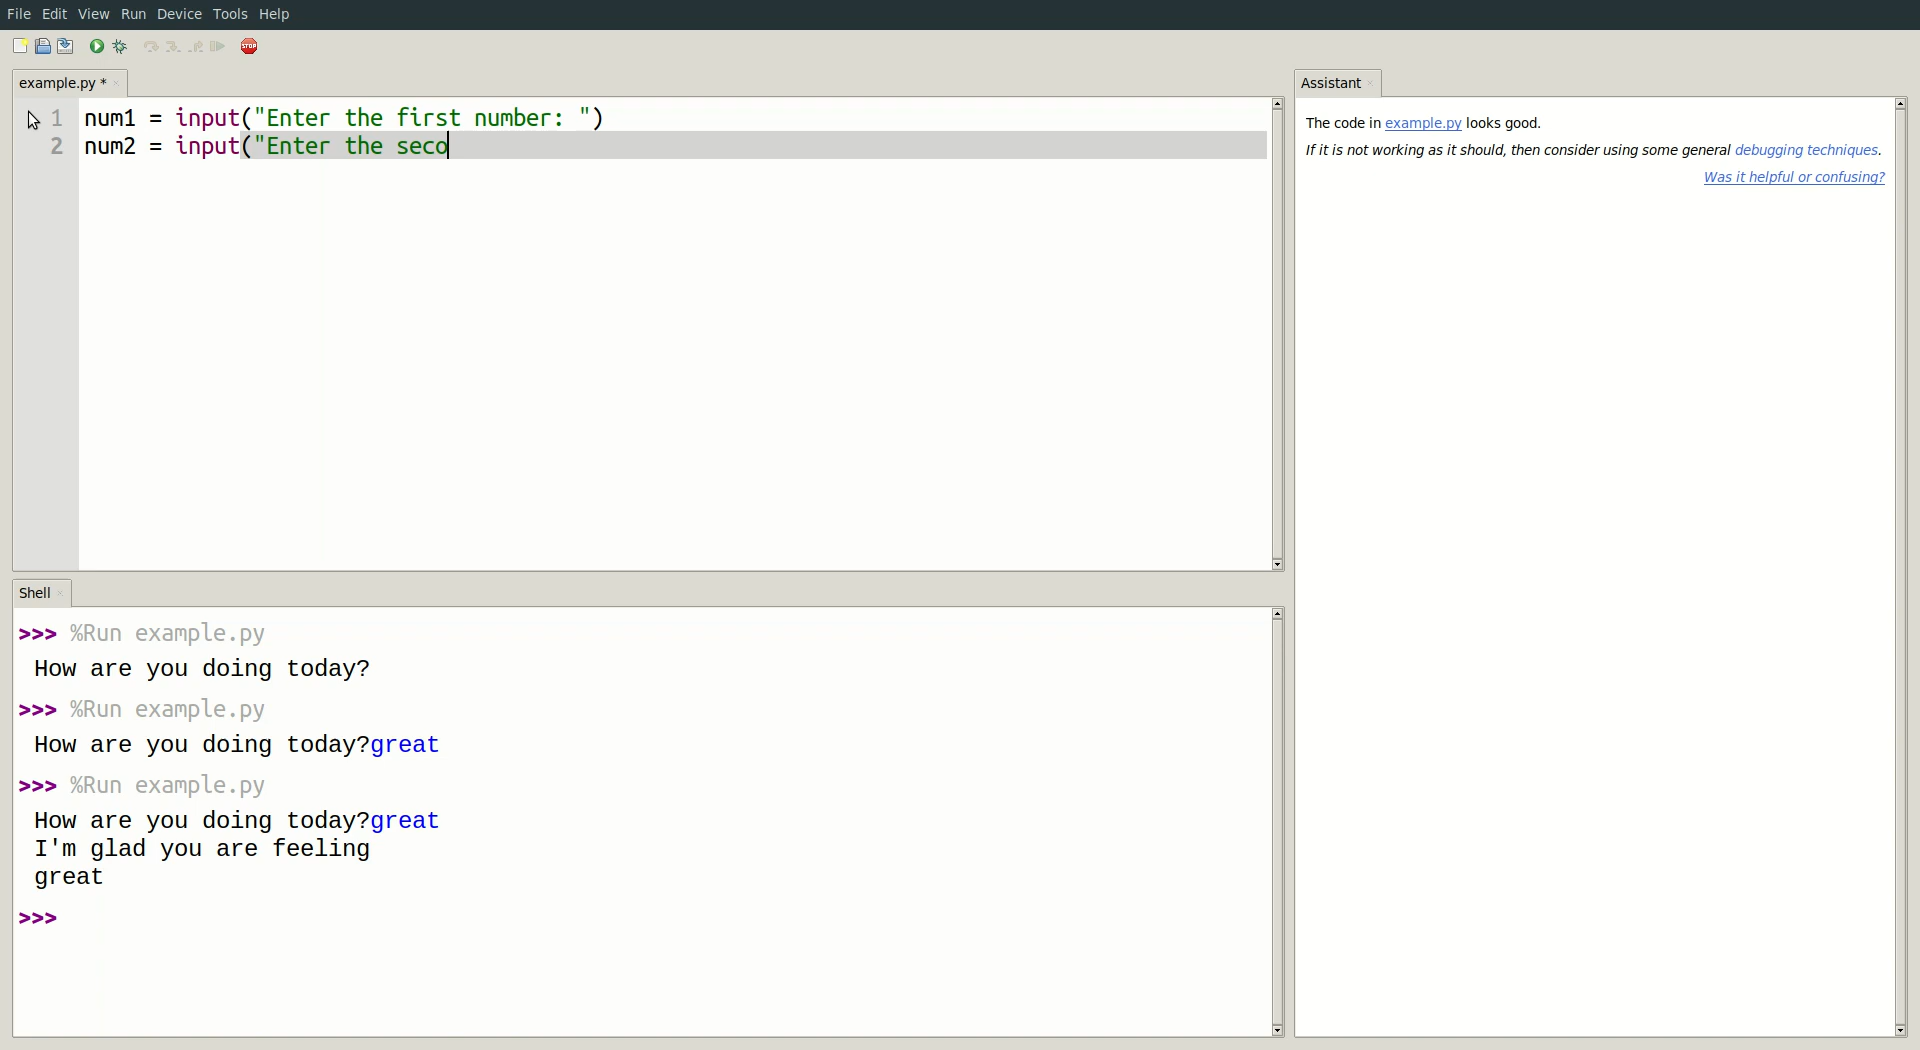 File Edit View Run Device Tools Help
STOP
example.py *
1 num1 = input("Enter the first number: ")
2 num2 = input("Enter the seco
Shell
>>> %Run example.py
How are you doing today?
>>> %Run example.py
How are you doing today?great
>>> %Run example.py
How are you doing today?great
I'm glad you are feeling
great
>>>
Assistant
The code in example.py looks good.
If it is not working as it should, then consider using some general debugging techniques.
Was it helpful or confusing?